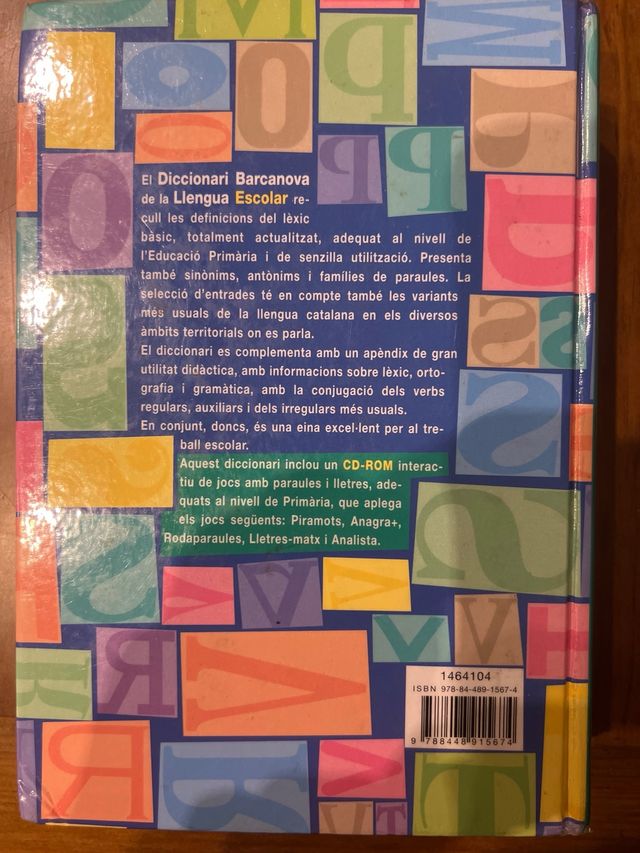 El Diccionari Barcanova
de la Llengua Escolar re-
cull les definicions del lèxic
bàsic, totalment actualitzat, adequat al nivell de
l'Educació Primària i de senzilla utilització. Presenta
també sinònims, antònims i famílies de paraules. La
selecció d'entrades té en compte també les variants
més usuals de la llengua catalana en els diversos
àmbits territorials on es parla.
El diccionari es complementa amb un apèndix de gran
utilitat didàctica, amb informacions sobre lèxic, orto-
grafia i gramàtica, amb la conjugació dels verbs
regulars, auxiliars i dels irregulars més usuals.
En conjunt, doncs, és una eina excel·lent per al tre-
ball escolar.
Aquest diccionari inclou un CD-ROM interac-
tiu de jocs amb paraules i lletres, ade-
quats al nivell de Primària, que aplega
els jocs següents: Piramots, Anagra+,
Rodaparaules, Lletres-matx i Analista.
1464104
ISBN 978-84-489-1567-4
9 788448 915674